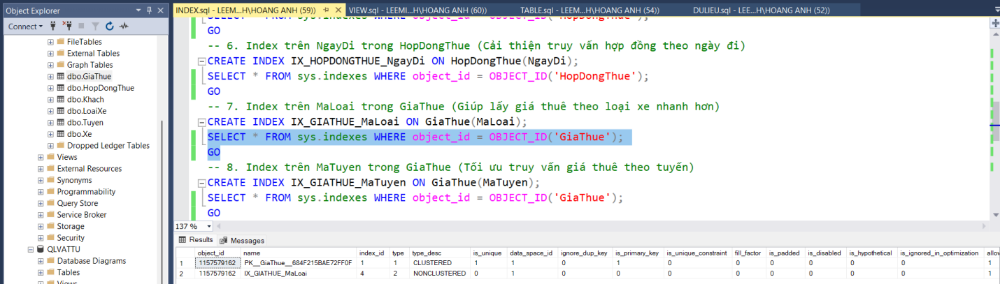 Object Explorer
Connect
FileTables
External Tables
Graph Tables
dbo.GiaThue
dbo.HopDongThue
dbo.Khach
dbo.LoaiXe
dbo.Tuyen
dbo.Xe
Dropped Ledger Tables
Views
External Resources
Synonyms
Programmability
Query Store
Service Broker
Storage
Security
QLVATTU
Database Diagrams
Tables
Views
INDEX.sql - LEEM...H\HOANG ANH (59)) VIEW.sql - LEEMI...H\HOANG ANH (60)) TABLE.sql - LEEM...H\HOANG ANH (54)) DULIEU.sql - LEE...H\HOANG ANH (52))
SELECT * FROM sys.indexes WHERE object_id = OBJECT_ID('HopDongThue');
GO
-- 6. Index trên NgayDi trong HopDongThue (Cải thiện truy vấn hợp đồng theo ngày đi)
CREATE INDEX IX_HOPDONGTHUE_NgayDi ON HopDongThue(NgayDi);
SELECT * FROM sys.indexes WHERE object_id = OBJECT_ID('HopDongThue');
GO
-- 7. Index trên MaLoai trong GiaThue (Giúp lấy giá thuê theo loại xe nhanh hơn)
CREATE INDEX IX_GIATHUE_MaLoai ON GiaThue(MaLoai);
SELECT * FROM sys.indexes WHERE object_id = OBJECT_ID('GiaThue');
GO
-- 8. Index trên MaTuyen trong GiaThue (Tối ưu truy vấn giá thuê theo tuyến)
CREATE INDEX IX_GIATHUE_MaTuyen ON GiaThue(MaTuyen);
SELECT * FROM sys.indexes WHERE object_id = OBJECT_ID('GiaThue');
GO
137 %
Results Messages
object_id name index_id type type_desc is_unique data_space_id ignore_dup_key is_primary_key is_unique_constraint fill_factor is_padded is_disabled is_hypothetical is_ignored_in_optimization allow
1 1157579162 PK__GiaThue__684F215BAE72FF0F 1 1 CLUSTERED 1 1 0 1 0 0 0 0 0 0 1
2 1157579162 IX_GIATHUE_MaLoai 4 2 NONCLUSTERED 0 1 0 0 0 0 0 0 0 0 1